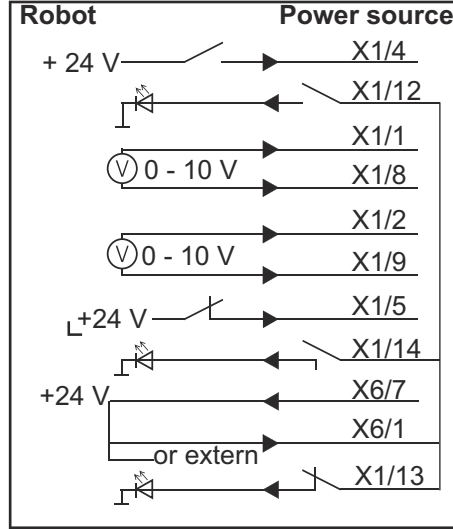 Robot Power source
+ 24 V X1/4
X1/12
X1/1
V 0 - 10 V
X1/8
X1/2
V 0 - 10 V
X1/9
+24 V X1/5
X1/14
+24 V X6/7
X6/1
or extern
X1/13